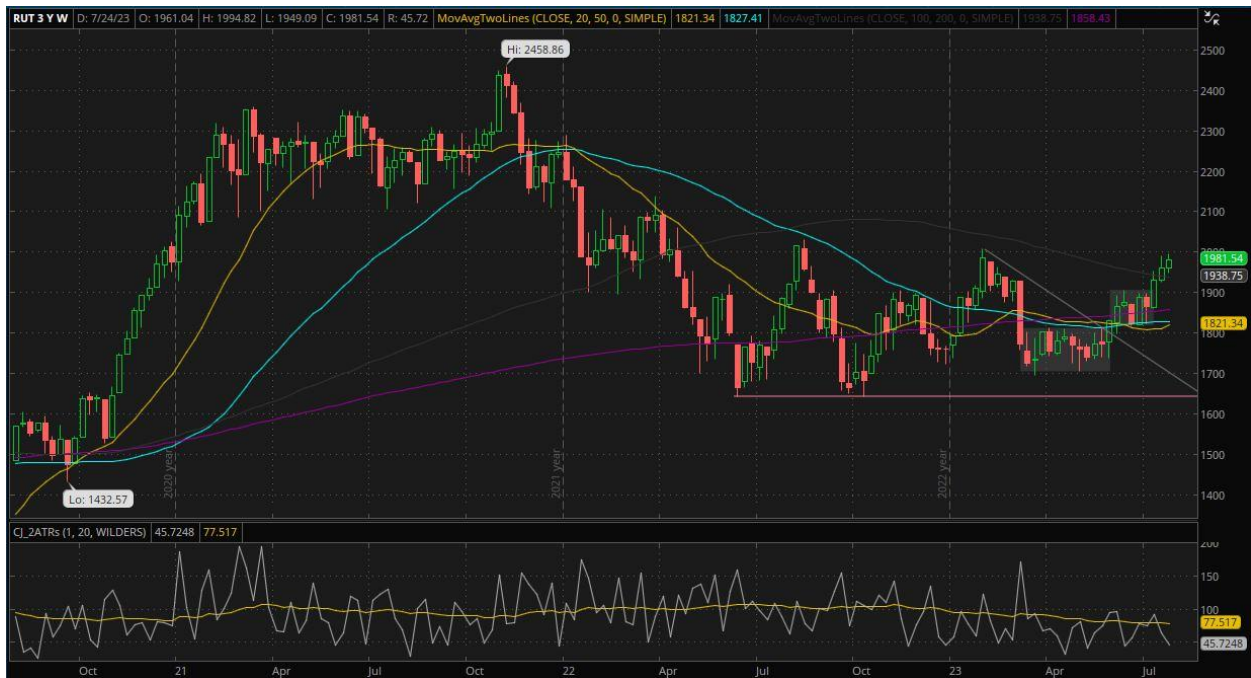 RUT 3 Y W D: 7/24/23 O: 1961.04 H: 1994.82 L: 1949.09 C: 1981.54 R: 45.72 MovAvgTwoLines (CLOSE, 20, 50, 0, SIMPLE) 1821.34 1827.41 MovAvgTwoLines (CLOSE, 100, 200, 0, SIMPLE) 1938.75 1858.43
Hi: 2458.86
2500
2400
2300
2200
2100
2000
1981.54
1938.75
1900
1821.34
1800
1700
1600
1500
1400
Lo: 1432.57
2020 year
2021 year
2022 year
CJ_2ATRs (1, 20, WILDERS) 45.7248 77.517
200
150
100
77.517
45.7248
Oct 21 Apr Jul Oct 22 Apr Jul Oct 23 Apr Jul